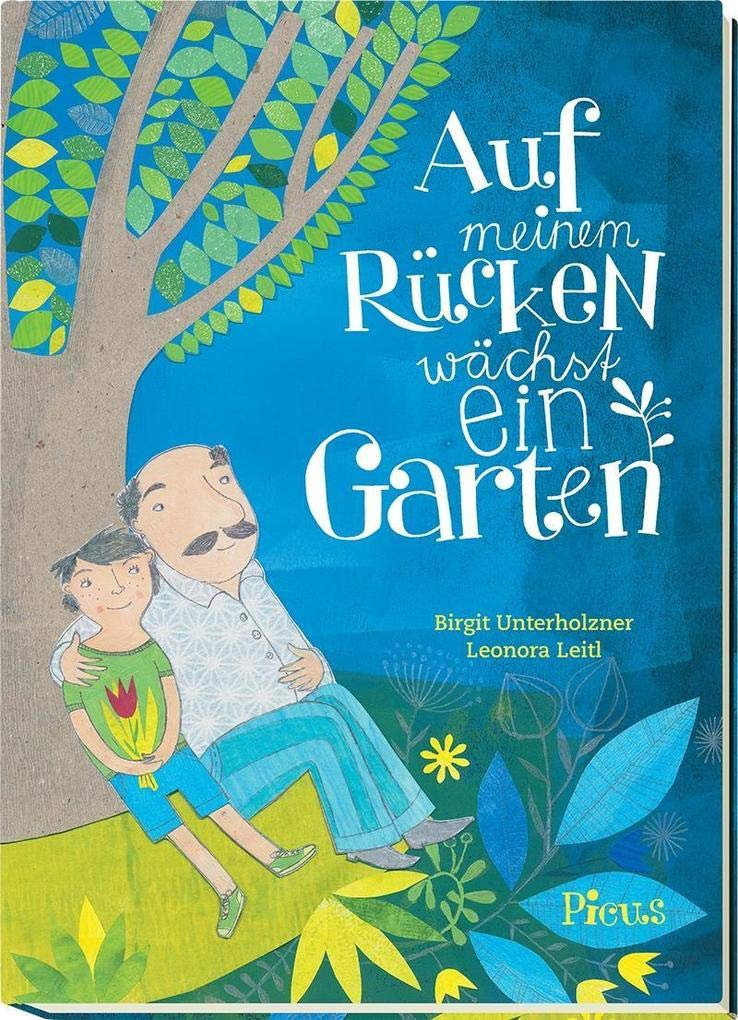 Auf
meinem
Rücken
wächst
ein
Garten
Birgit Unterholzner
Leonora Leitl
Picus